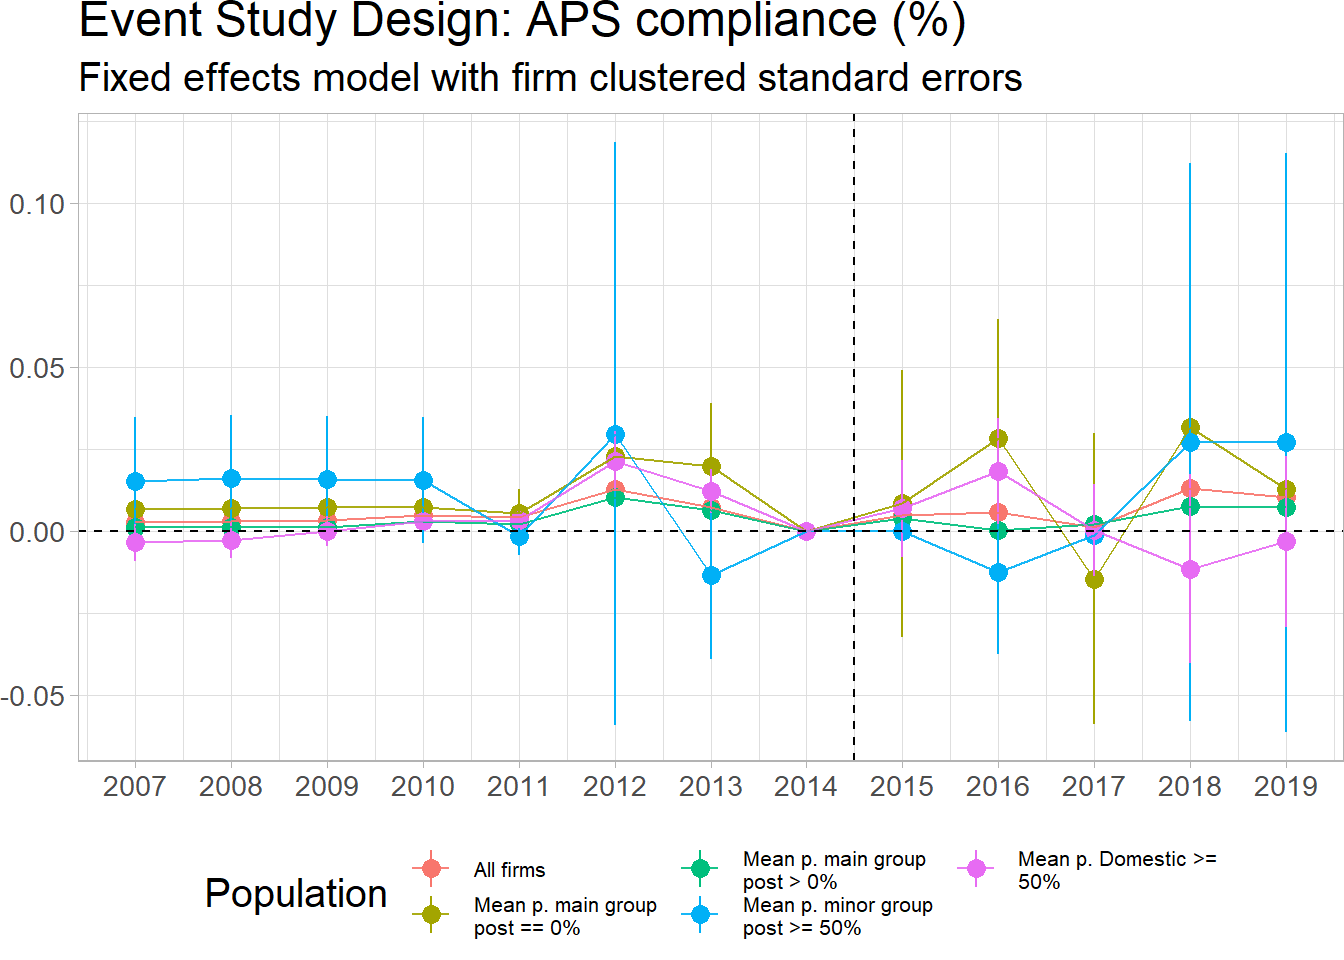 Event Study Design: APS compliance (%)
Fixed effects model with firm clustered standard errors
0.10
0.05
0.00
-0.05
2007 2008 2009 2010 2011 2012 2013 2014 2015 2016 2017 2018 2019
Population
All firms
Mean p. main group
post == 0%
Mean p. main group
post > 0%
Mean p. minor group
post >= 50%
Mean p. Domestic >=
50%